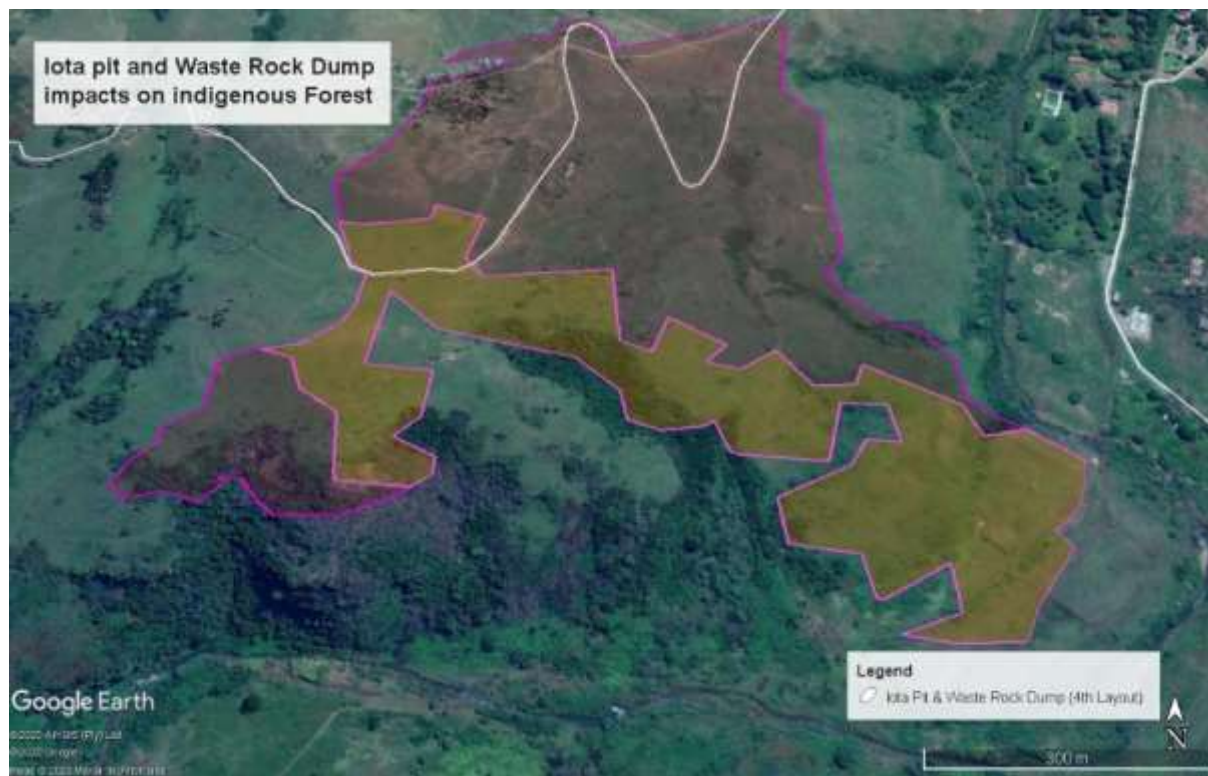 Iota pit and Waste Rock Dump
impacts on indigenous Forest
Legend
Iota Pit & Waste Rock Dump (4th Layout)
Google Earth
N
300 m